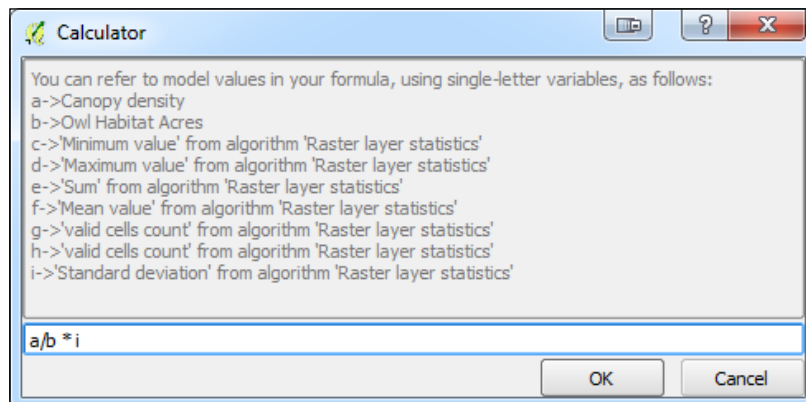 Calculator
You can refer to model values in your formula, using single-letter variables, as follows:
a->Canopy density
b->Owl Habitat Acres
c->'Minimum value' from algorithm 'Raster layer statistics'
d->'Maximum value' from algorithm 'Raster layer statistics'
e->'Sum' from algorithm 'Raster layer statistics'
f->'Mean value' from algorithm 'Raster layer statistics'
g->'valid cells count' from algorithm 'Raster layer statistics'
h->'valid cells count' from algorithm 'Raster layer statistics'
i->'Standard deviation' from algorithm 'Raster layer statistics'
a/b * i
OK Cancel